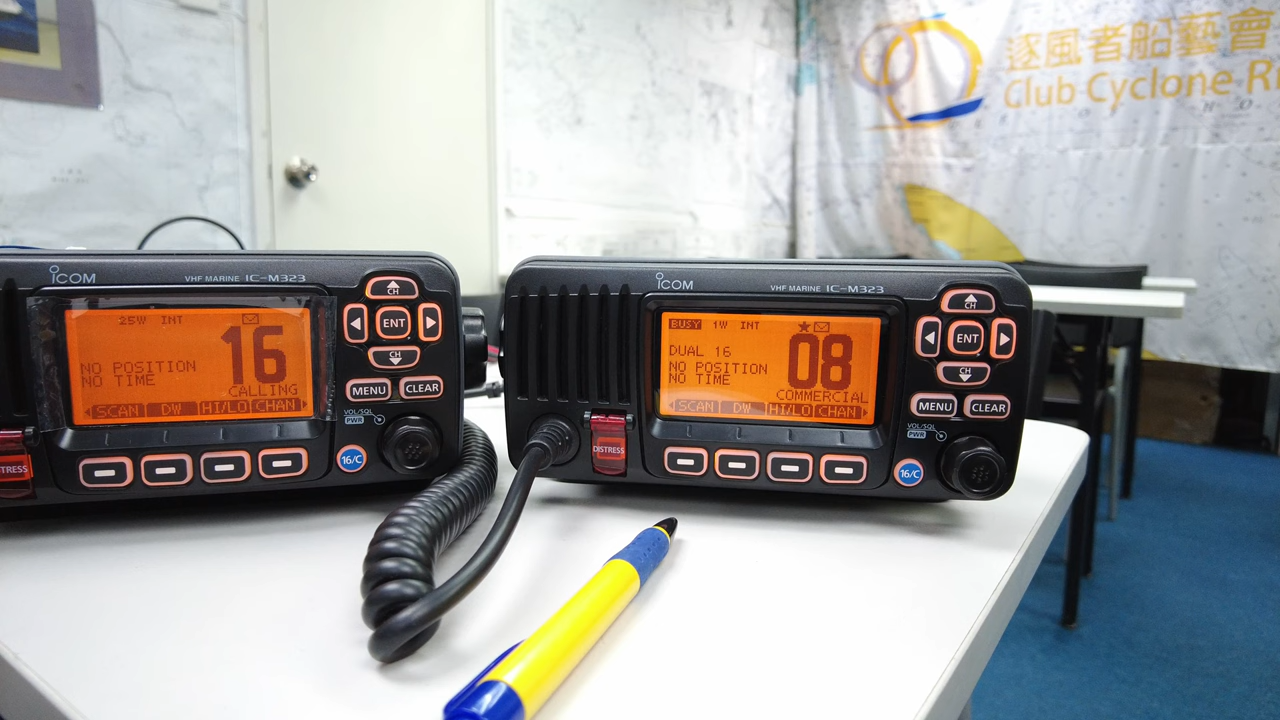 逐風者船藝會
Club Cyclone
ICOM
VHF MARINE IC-M323
25W INT
16
NO POSITION
NO TIME
CALLING
SCAN DW HI/LO CHAN
CH
ENT
CH
MENU CLEAR
VOL/SQL
PWR
16/C
TRESS
ICOM
VHF MARINE IC-M323
BUSY 1W INT
08
DUAL 16
NO POSITION
NO TIME
COMMERCIAL
SCAN DW HI/LO CHAN
CH
ENT
CH
MENU CLEAR
VOL/SQL
PWR
16/C
DISTRESS